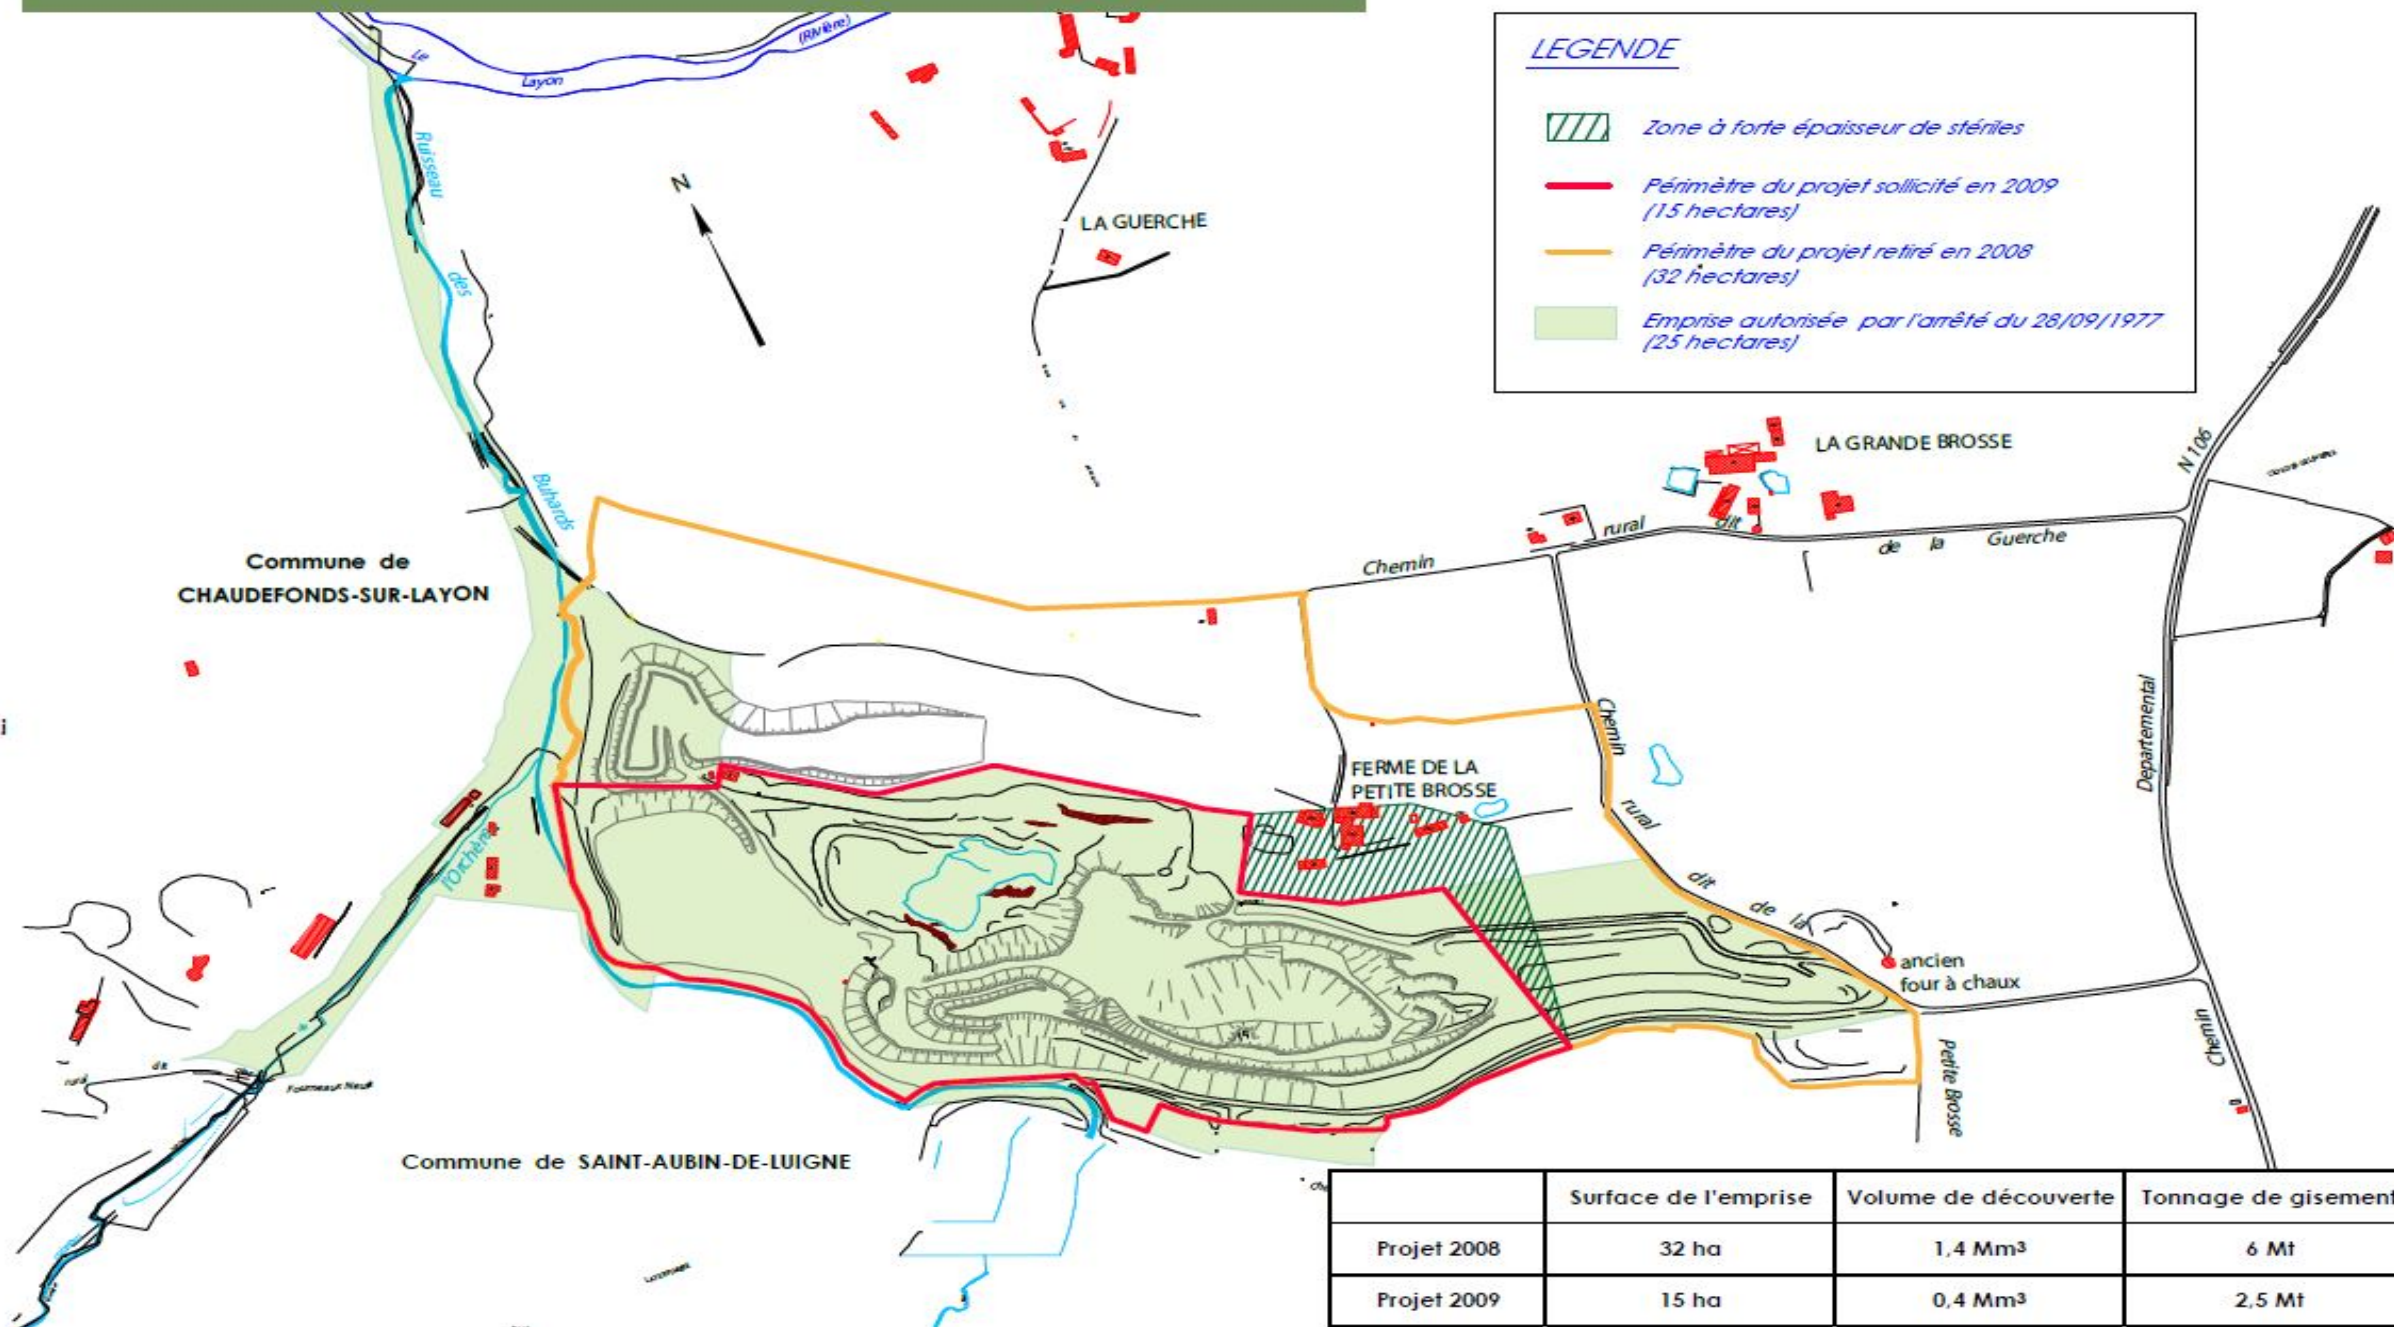 Le
Layon
(Rivière)
Ruisseau
des
Buhards
N
LA GUERCHE
LEGENDE
Zone à forte épaisseur de stériles
Périmètre du projet sollicité en 2009
(15 hectares)
Périmètre du projet retiré en 2008
(32 hectares)
Emprise autorisée par l'arrêté du 28/09/1977
(25 hectares)
LA GRANDE BROSSE
N 106
Chemin
rural
dit
de la Guerche
Commune de
CHAUDEFONDS-SUR-LAYON
Chemin
rural
dit
de la
Petite Brosse
Departemental
Chemin
FERME DE LA
PETITE BROSSE
l'Orchère
ancien
four à chaux
rural
dit
de
Fourneaux Neufs
Commune de SAINT-AUBIN-DE-LUIGNE
Surface de l'emprise Volume de découverte Tonnage de gisement
Projet 2008 32 ha 1,4 Mm³ 6 Mt
Projet 2009 15 ha 0,4 Mm³ 2,5 Mt